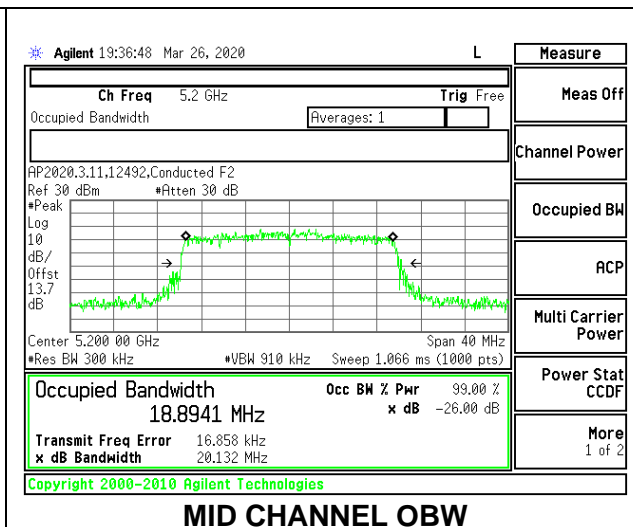 Agilent 19:36:48 Mar 26, 2020 L
Measure
Ch Freq 5.2 GHz Trig Free
Meas Off
Occupied Bandwidth Averages: 1
Channel Power
AP2020.3.11,12492,Conducted F2
Ref 30 dBm #Atten 30 dB
#Peak
Log
10
dB/
Offst
13.7
dB
Occupied BW
ACP
Multi Carrier
Power
Center 5.200 00 GHz Span 40 MHz
#Res BW 300 kHz #VBW 910 kHz Sweep 1.066 ms (1000 pts)
Power Stat
CCDF
Occupied Bandwidth Occ BW % Pwr 99.00 %
18.8941 MHz x dB -26.00 dB
Transmit Freq Error 16.858 kHz
x dB Bandwidth 20.132 MHz
More
1 of 2
Copyright 2000-2010 Agilent Technologies
MID CHANNEL OBW